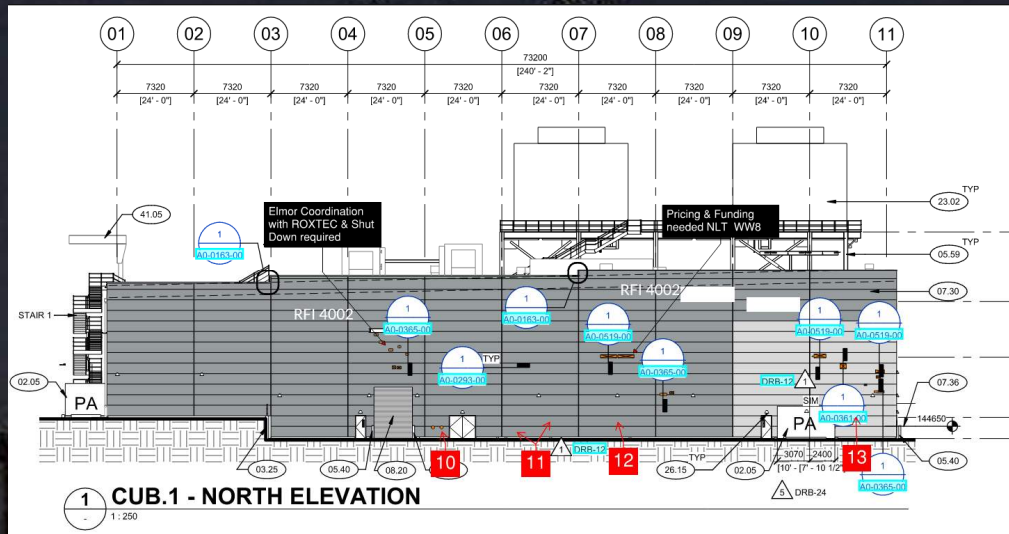 01 02 03 04 05 06 07 08 09 10 11
73200
[240' - 2"]
7320 7320 7320 7320 7320 7320 7320 7320 7320 7320
[24' - 0"] [24' - 0"] [24' - 0"] [24' - 0"] [24' - 0"] [24' - 0"] [24' - 0"] [24' - 0"] [24' - 0"] [24' - 0"]
TYP
23.02
41.05
Elmor Coordination
with ROXTEC & Shut
Down required
Pricing & Funding
needed NLT WW8
1
A0-0163-00
TYP
05.59
07.30
RFI 4002
RFI 4002
STAIR 1
1
A0-0365-00
1
A0-0163-00
1
A0-0519-00
1
A0-0519-00
1
A0-0519-00
1
A0-0293-00
TYP
1
A0-0365-00
DRB-12
1
02.05
PA
07.36
SIM
1
A0-0361-00
144650
PA
10
11
12
13
1
DRB-12
03.25
05.40
08.20
TYP
26.15
02.05
3070 2400
[10' - [7' - 10 1/2"
05.40
1
A0-0365-00
5
DRB-24
1
-
CUB.1 - NORTH ELEVATION
1 : 250